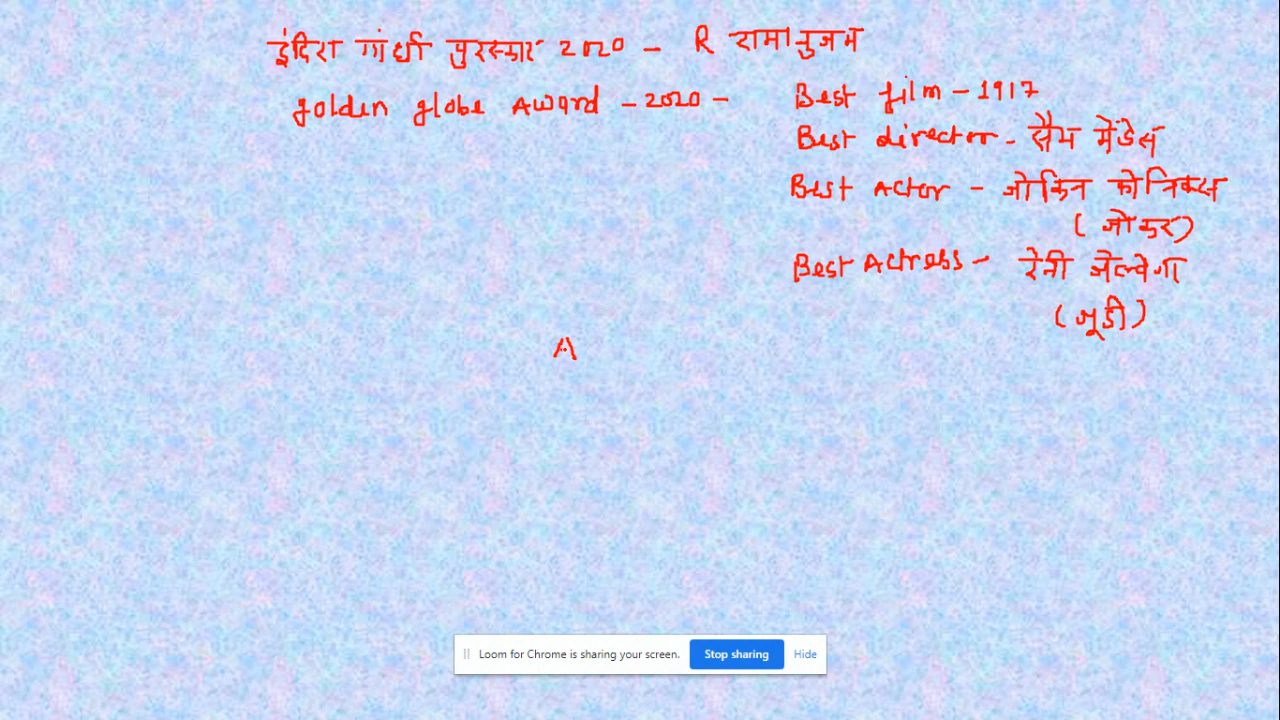 इंदिरा गांधी पुरस्कार 2020 - R रामानुजम
golden globe Award - 2020 - Best film - 1917
Best director - सैम मेंडेस
Best Actor - जोकिन फोनिक्स
(जोकर)
Best Actress - रेनी जेल्वेगा
(जूडी)
A
Loom for Chrome is sharing your screen. Stop sharing Hide